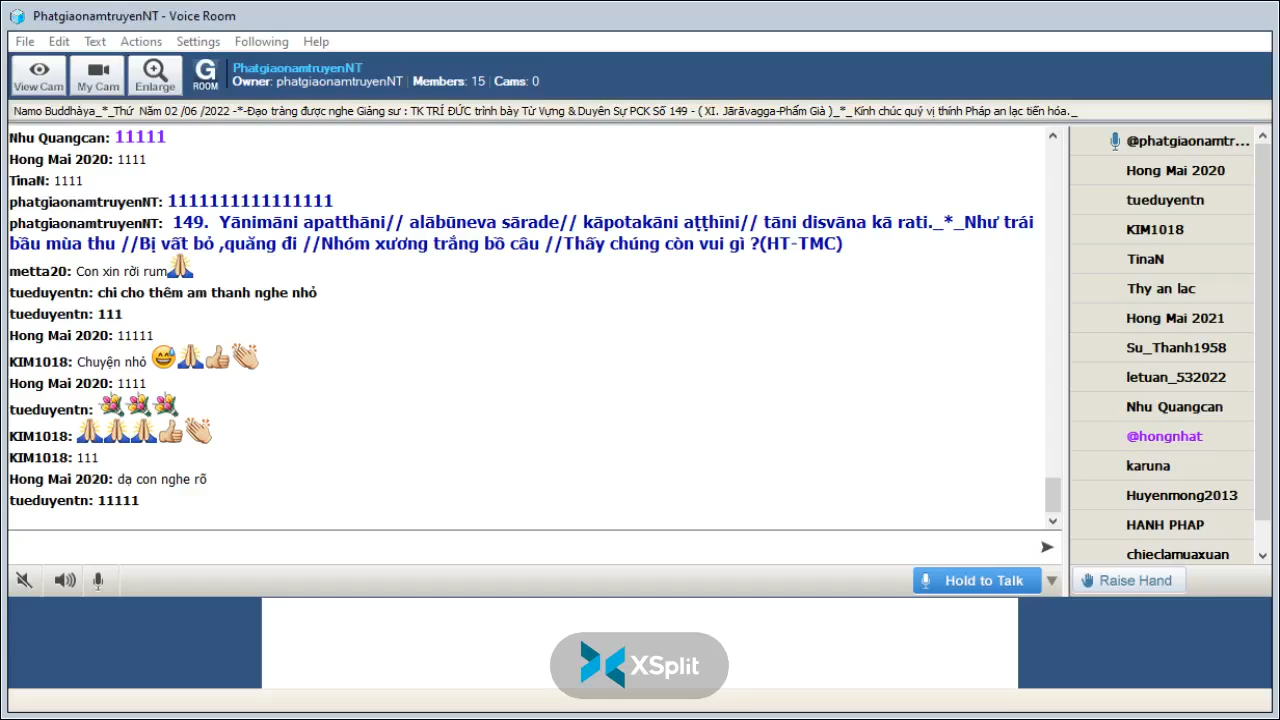 PhatgiaonamtruyenNT - Voice Room
File Edit Text Actions Settings Following Help
View Cam My Cam Enlarge G ROOM
PhatgiaonamtruyenNT
Owner: phatgiaonamtruyenNT | Members: 15 | Cams: 0
Namo Buddhàya_*_Thứ Năm 02 /06 /2022 -*-Đạo tràng được nghe Giảng sư : TK TRÍ ĐỨC trình bày Từ Vựng & Duyên Sự PCK Số 149 - ( XI. Jārāvagga-Phẩm Già )_*_ Kính chúc quý vị thính Pháp an lạc tiến hóa._
Nhu Quangcan: 11111
Hong Mai 2020: 1111
TinaN: 1111
phatgiaonamtruyenNT: 1111111111111111
phatgiaonamtruyenNT: 149. Yānimāni apatthāni// alābūneva sārade// kāpotakāni aṭṭhīni// tāni disvāna kā rati._*_Như trái
bầu mùa thu //Bị vất bỏ ,quăng đi //Nhóm xương trắng bồ câu //Thấy chúng còn vui gì ?(HT-TMC)
metta20: Con xin rời rum
tueduyentn: chi cho thêm am thanh nghe nhỏ
tueduyentn: 111
Hong Mai 2020: 11111
KIM1018: Chuyện nhỏ
Hong Mai 2020: 1111
tueduyentn:
KIM1018:
KIM1018: 111
Hong Mai 2020: dạ con nghe rõ
tueduyentn: 11111
@phatgiaonamtr...
Hong Mai 2020
tueduyentn
KIM1018
TinaN
Thy an lac
Hong Mai 2021
Su_Thanh1958
letuan_532022
Nhu Quangcan
@hongnhat
karuna
Huyenmong2013
HANH PHAP
chieclamuaxuan
Hold to Talk
Raise Hand
XSplit